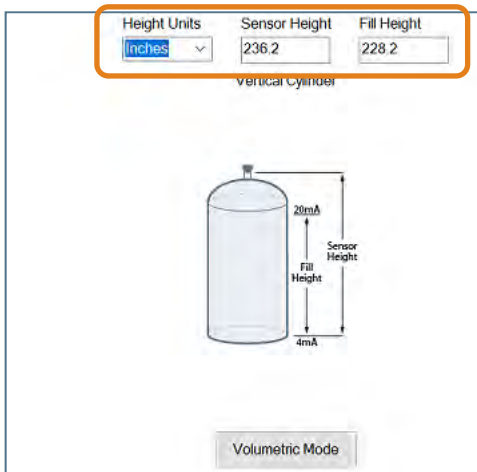 Height Units Sensor Height Fill Height
Inches 236.2 228.2
Vertical Cylinder
20mA
Sensor
Height
Fill
Height
4mA
Volumetric Mode